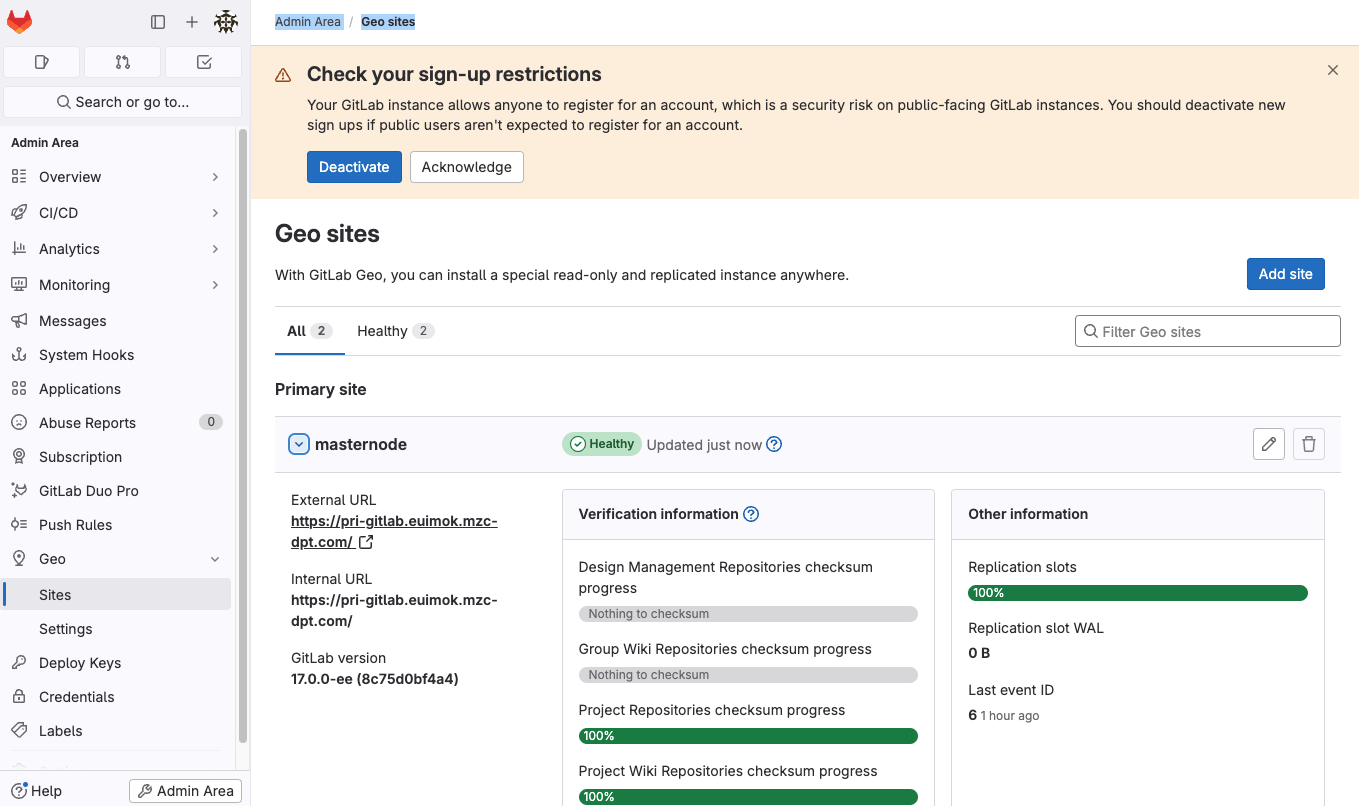 Admin Area / Geo sites
Search or go to...
Admin Area
Overview
CI/CD
Analytics
Monitoring
Messages
System Hooks
Applications
Abuse Reports 0
Subscription
GitLab Duo Pro
Push Rules
Geo
Sites
Settings
Deploy Keys
Credentials
Labels
Help
Admin Area
Check your sign-up restrictions
Your GitLab instance allows anyone to register for an account, which is a security risk on public-facing GitLab instances. You should deactivate new
sign ups if public users aren't expected to register for an account.
Deactivate
Acknowledge
Geo sites
With GitLab Geo, you can install a special read-only and replicated instance anywhere.
Add site
All 2
Healthy 2
Filter Geo sites
Primary site
masternode
Healthy
Updated just now
External URL
https://pri-gitlab.euimok.mzc-
dpt.com/
Internal URL
https://pri-gitlab.euimok.mzc-
dpt.com/
GitLab version
17.0.0-ee (8c75d0bf4a4)
Verification information
Design Management Repositories checksum
progress
Nothing to checksum
Group Wiki Repositories checksum progress
Nothing to checksum
Project Repositories checksum progress
100%
Project Wiki Repositories checksum progress
100%
Other information
Replication slots
100%
Replication slot WAL
0 B
Last event ID
6 1 hour ago